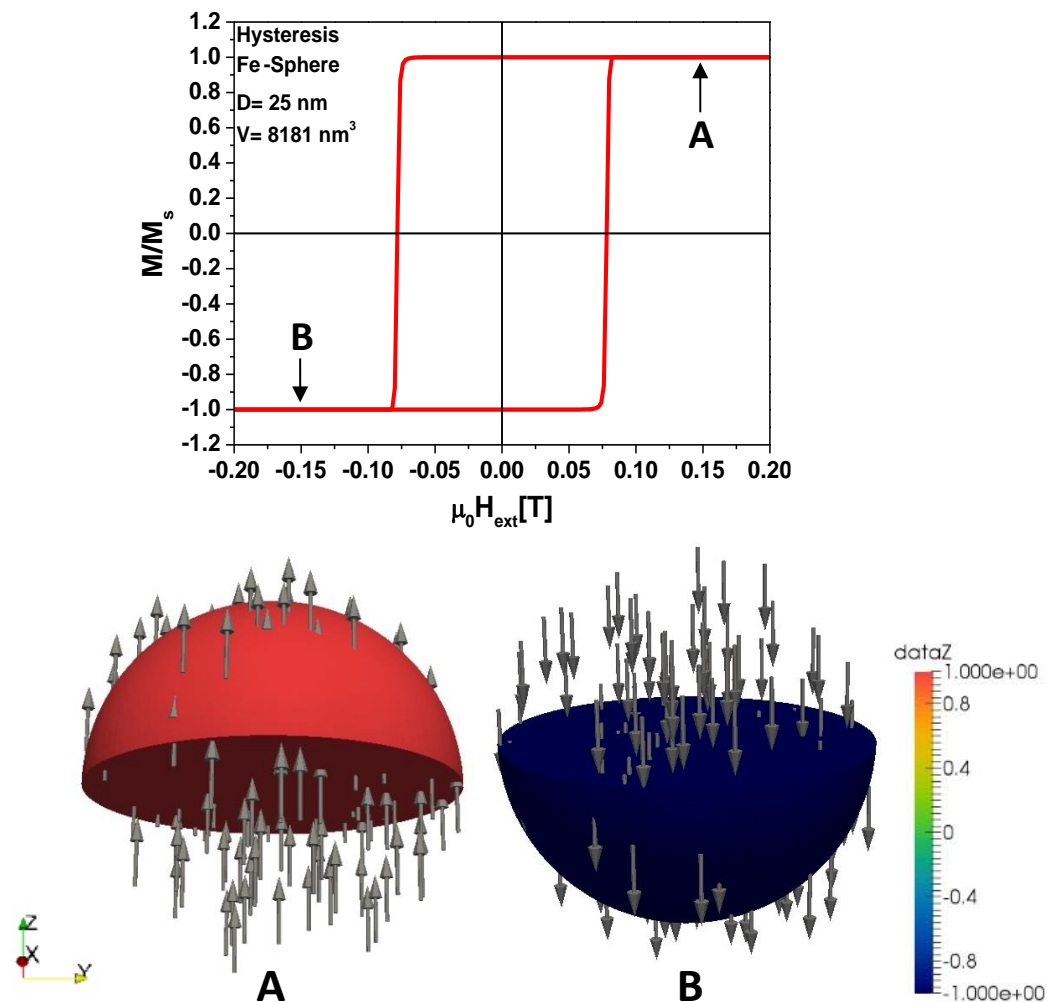 1.2
1.0
0.8
0.6
0.4
0.2
0.0
-0.2
-0.4
-0.6
-0.8
-1.0
-1.2
M/Ms
Hysteresis
Fe-Sphere
D= 25 nm
V= 8181 nm³
A
B
-0.20 -0.15 -0.10 -0.05 0.00 0.05 0.10 0.15 0.20
μ₀Hext[T]
dataZ
1.000e+00
0.8
0.4
0
-0.4
-0.8
-1.000e+00
Z
X
Y
A
B